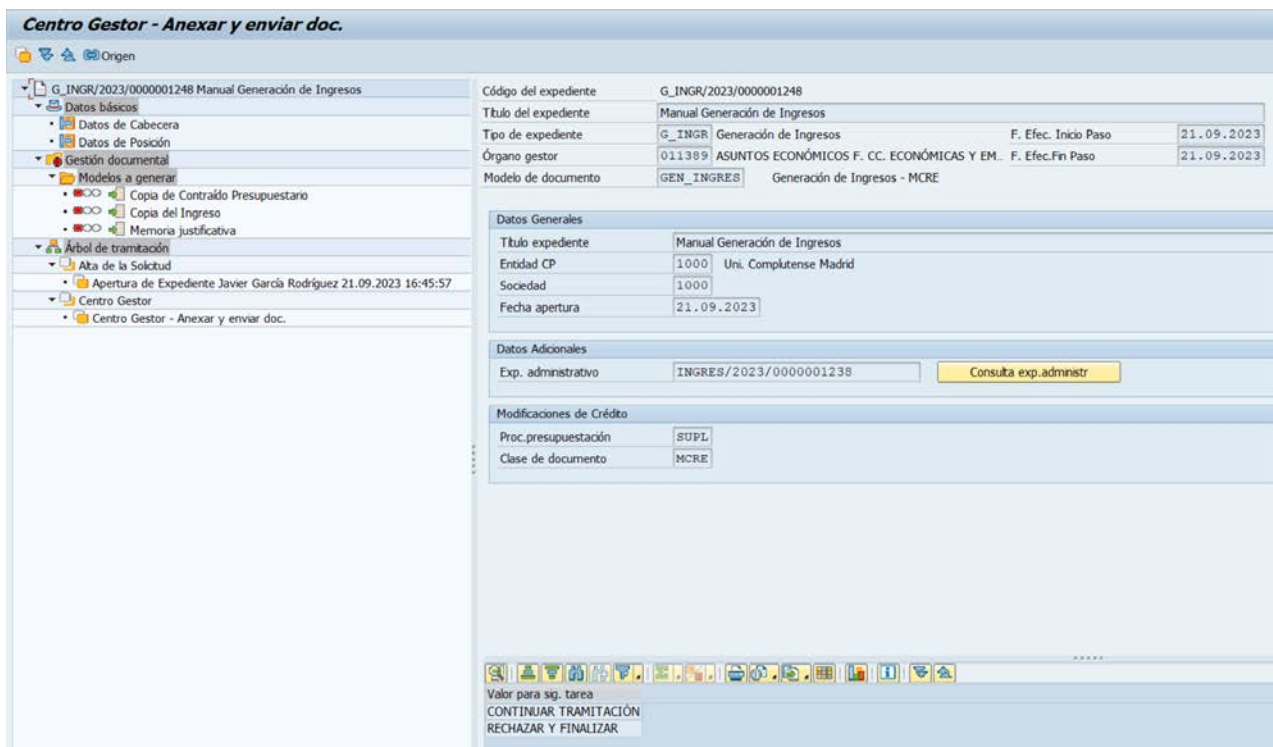 Centro Gestor - Anexar y enviar doc.
Origen
G_INGR/2023/0000001248 Manual Generación de Ingresos
Datos básicos
Datos de Cabecera
Datos de Posición
Gestión documental
Modelos a generar
Copia de Contraído Presupuestario
Copia del Ingreso
Memoria justificativa
Árbol de tramitación
Alta de la Solicitud
Apertura de Expediente Javier García Rodríguez 21.09.2023 16:45:57
Centro Gestor
Centro Gestor - Anexar y enviar doc.
Código del expediente G_INGR/2023/0000001248
Título del expediente Manual Generación de Ingresos
Tipo de expediente G_INGR Generación de Ingresos F. Efec. Inicio Paso 21.09.2023
Órgano gestor 011389 ASUNTOS ECONÓMICOS F. CC. ECONÓMICAS Y EM... F. Efec.Fin Paso 21.09.2023
Modelo de documento GEN_INGRES Generación de Ingresos - MCRE
Datos Generales
Título expediente Manual Generación de Ingresos
Entidad CP 1000 Uni. Complutense Madrid
Sociedad 1000
Fecha apertura 21.09.2023
Datos Adicionales
Exp. administrativo INGRES/2023/0000001238 Consulta exp.administr
Modificaciones de Crédito
Proc.presupuestación SUPL
Clase de documento MCRE
Valor para sig. tarea
CONTINUAR TRAMITACIÓN
RECHAZAR Y FINALIZAR